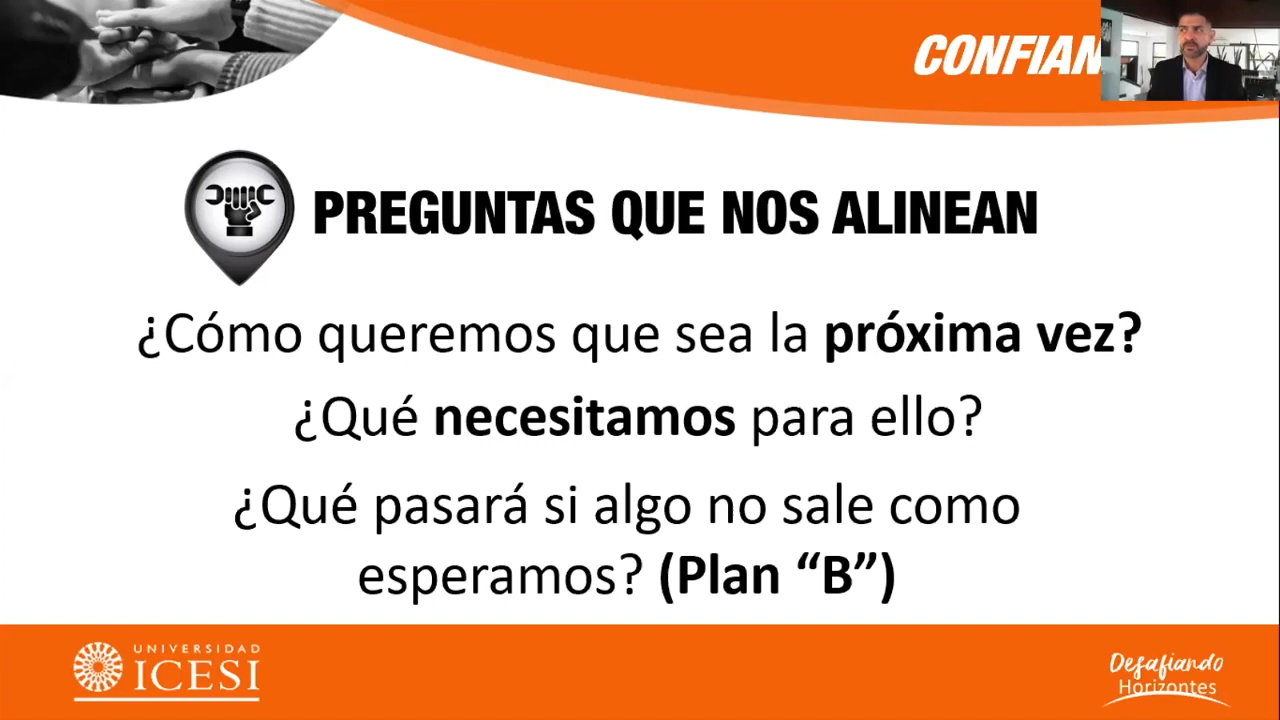 CONFIAN
PREGUNTAS QUE NOS ALINEAN
¿Cómo queremos que sea la próxima vez?
¿Qué necesitamos para ello?
¿Qué pasará si algo no sale como
esperamos? (Plan “B”)
UNIVERSIDAD
ICESI
Desafiando
Horizontes